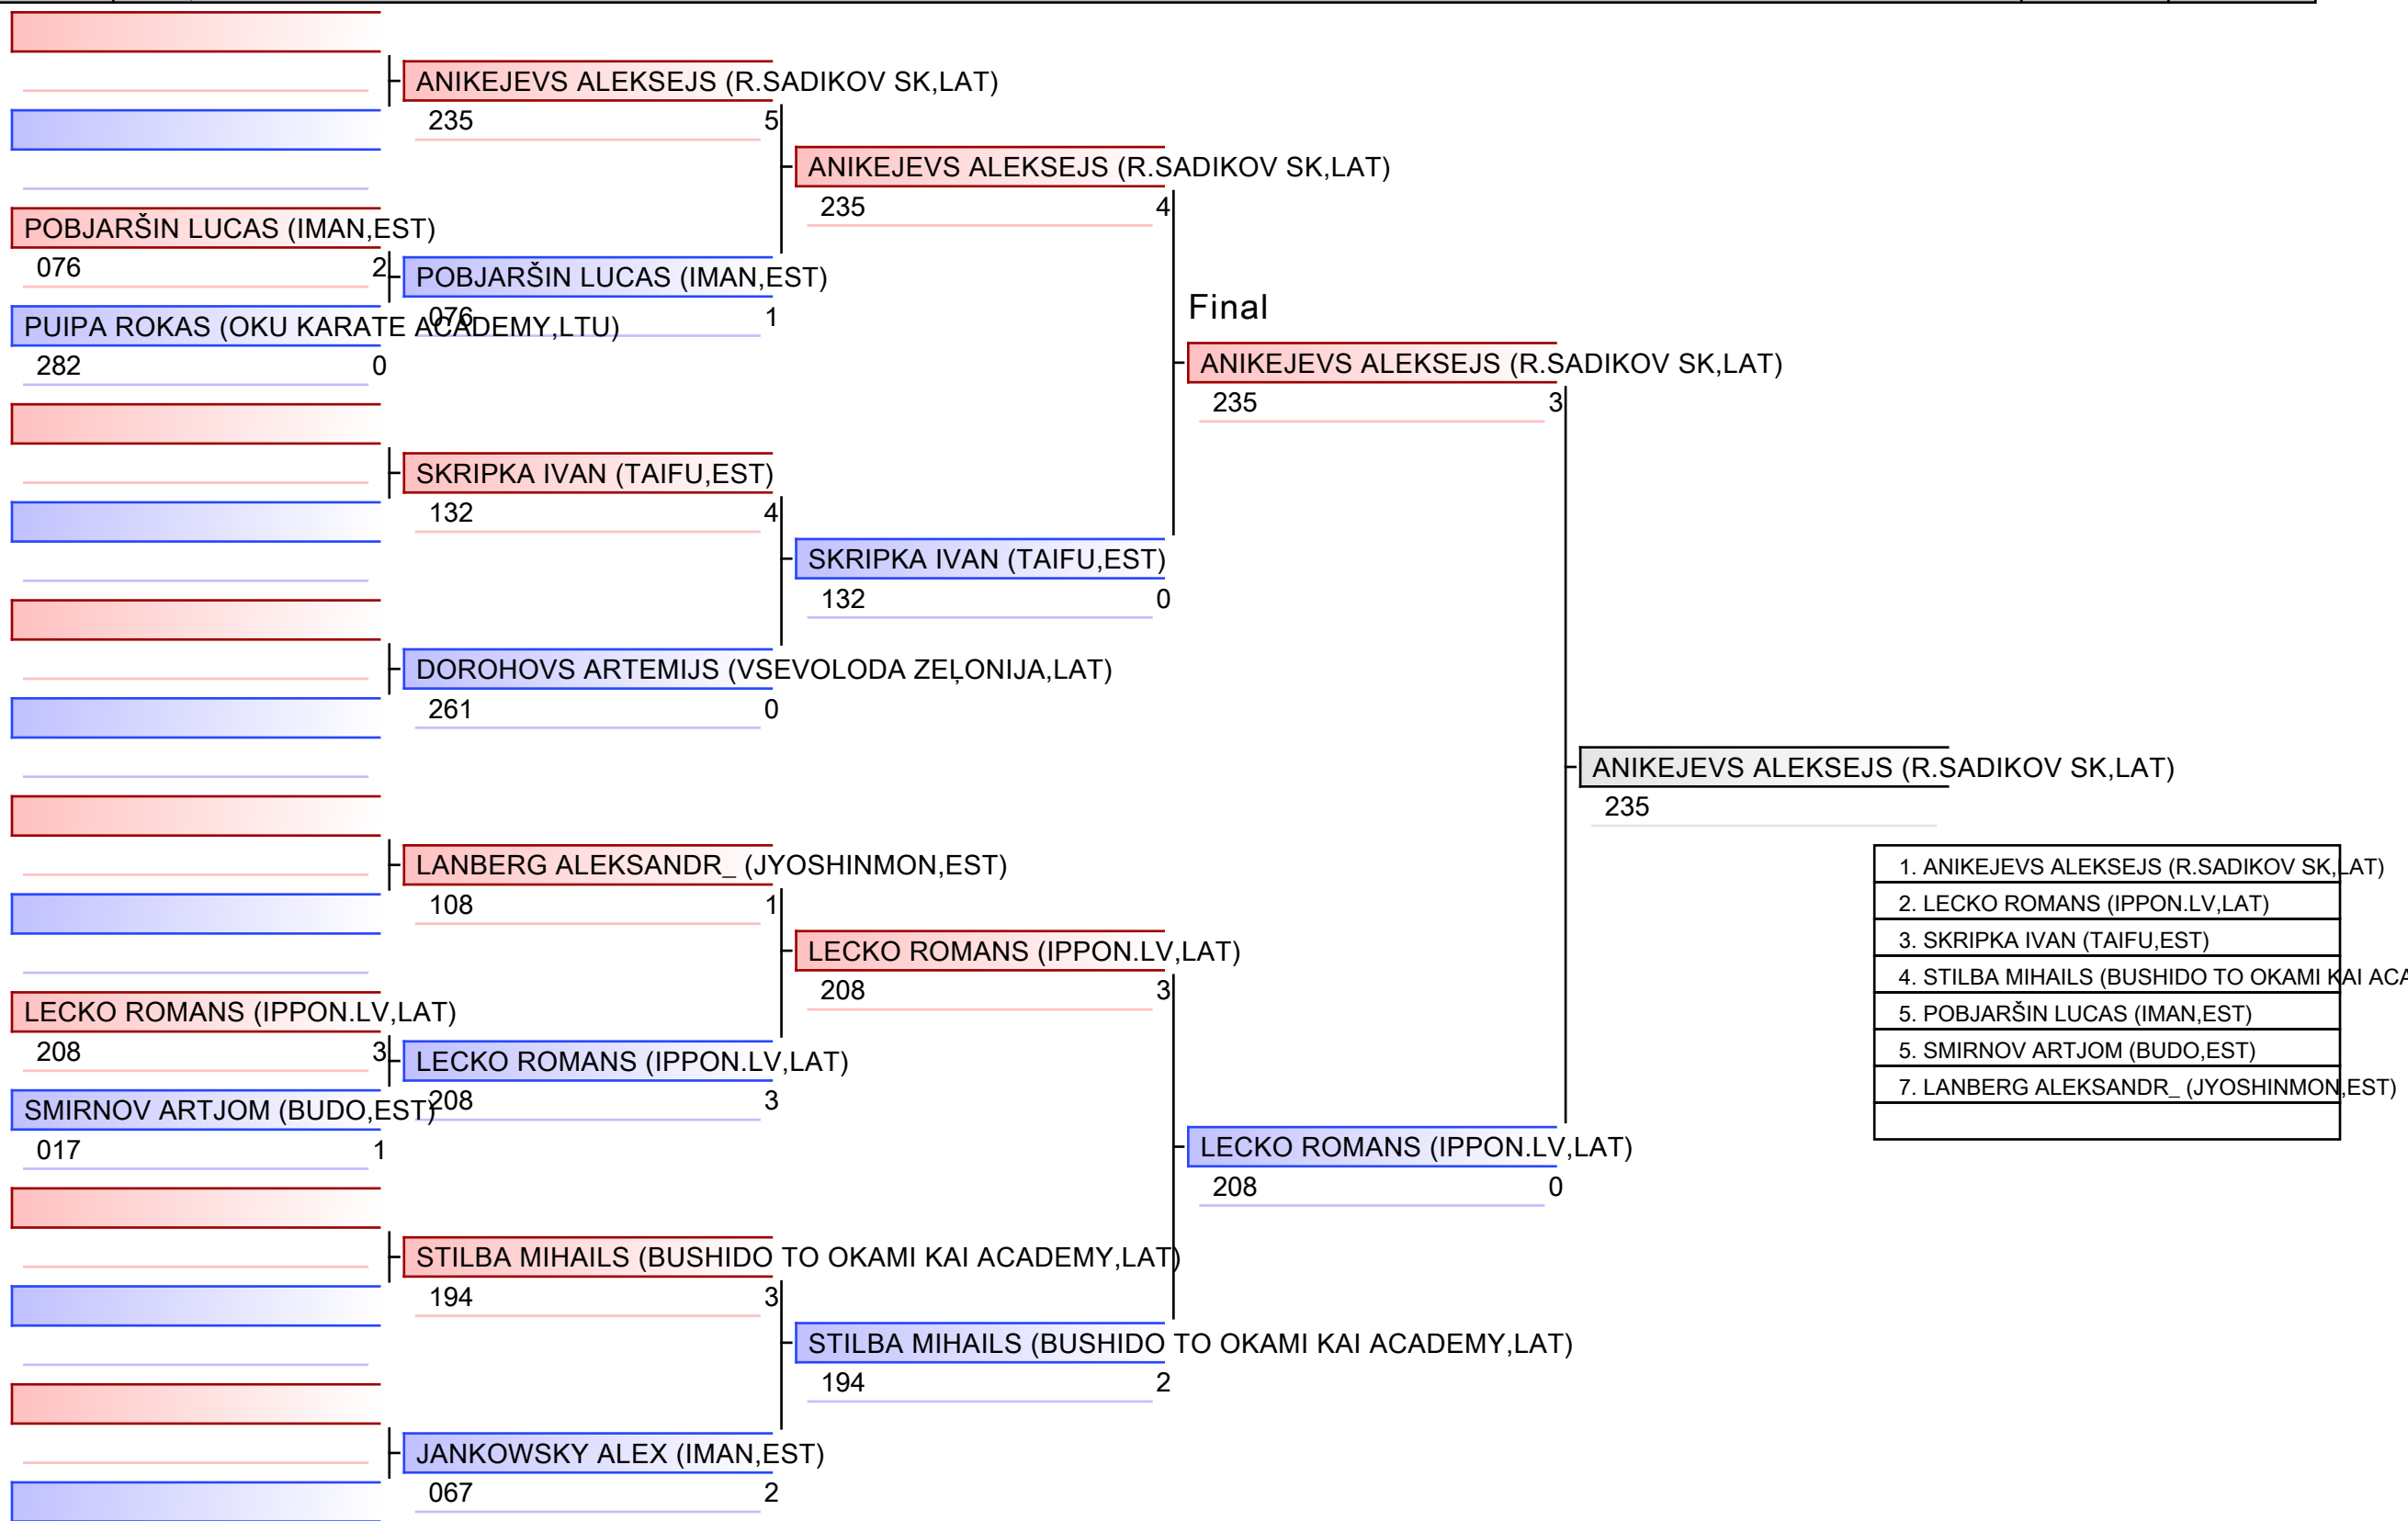 ANIKEJEVS ALEKSEJS (R.SADIKOV SK,LAT)
235 5
ANIKEJEVS ALEKSEJS (R.SADIKOV SK,LAT)
235 4
POBJARŠIN LUCAS (IMAN,EST)
076 2
POBJARŠIN LUCAS (IMAN,EST)
076 1
PUIPA ROKAS (OKU KARATE ACADEMY,LTU)
282 0
Final
ANIKEJEVS ALEKSEJS (R.SADIKOV SK,LAT)
235 3
SKRIPKA IVAN (TAIFU,EST)
132 4
SKRIPKA IVAN (TAIFU,EST)
132 0
DOROHOVS ARTEMIJS (VSEVOLODA ZEĻONIJA,LAT)
261 0
ANIKEJEVS ALEKSEJS (R.SADIKOV SK,LAT)
235
LANBERG ALEKSANDR_ (JYOSHINMON,EST)
108 1
LECKO ROMANS (IPPON.LV,LAT)
208 3
LECKO ROMANS (IPPON.LV,LAT)
208 3
LECKO ROMANS (IPPON.LV,LAT)
208 3
SMIRNOV ARTJOM (BUDO,EST)
017 1
LECKO ROMANS (IPPON.LV,LAT)
208 0
STILBA MIHAILS (BUSHIDO TO OKAMI KAI ACADEMY,LAT)
194 3
STILBA MIHAILS (BUSHIDO TO OKAMI KAI ACADEMY,LAT)
194 2
JANKOWSKY ALEX (IMAN,EST)
067 2
1. ANIKEJEVS ALEKSEJS (R.SADIKOV SK,LAT)
2. LECKO ROMANS (IPPON.LV,LAT)
3. SKRIPKA IVAN (TAIFU,EST)
4. STILBA MIHAILS (BUSHIDO TO OKAMI KAI ACA
5. POBJARŠIN LUCAS (IMAN,EST)
5. SMIRNOV ARTJOM (BUDO,EST)
7. LANBERG ALEKSANDR_ (JYOSHINMON,EST)